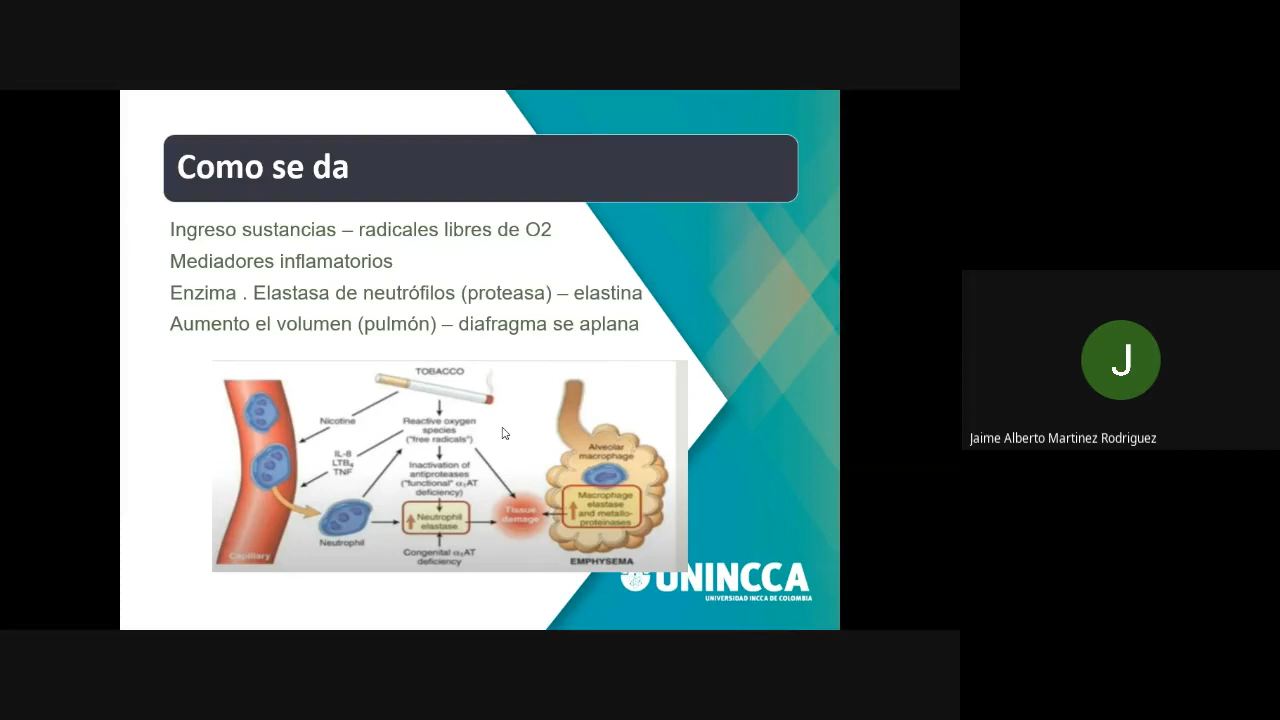 Como se da
Ingreso sustancias – radicales libres de O2
Mediadores inflamatorios
Enzima . Elastasa de neutrófilos (proteasa) – elastina
Aumento el volumen (pulmón) – diafragma se aplana
TOBACCO
Nicotine
Reactive oxygen
species
("free radicals")
IL-8
LTB₄
TNF
Inactivation of
antiproteases
("functional" α₁AT
deficiency)
Neutrophil
elastase
Neutrophil
Congenital α₁AT
deficiency
Tissue
damage
Alveolar
macrophage
Macrophage
elastase
and metallo-
proteinases
Capillary
EMPHYSEMA
UNINCCA
UNIVERSIDAD INCCA DE COLOMBIA
J
Jaime Alberto Martinez Rodriguez